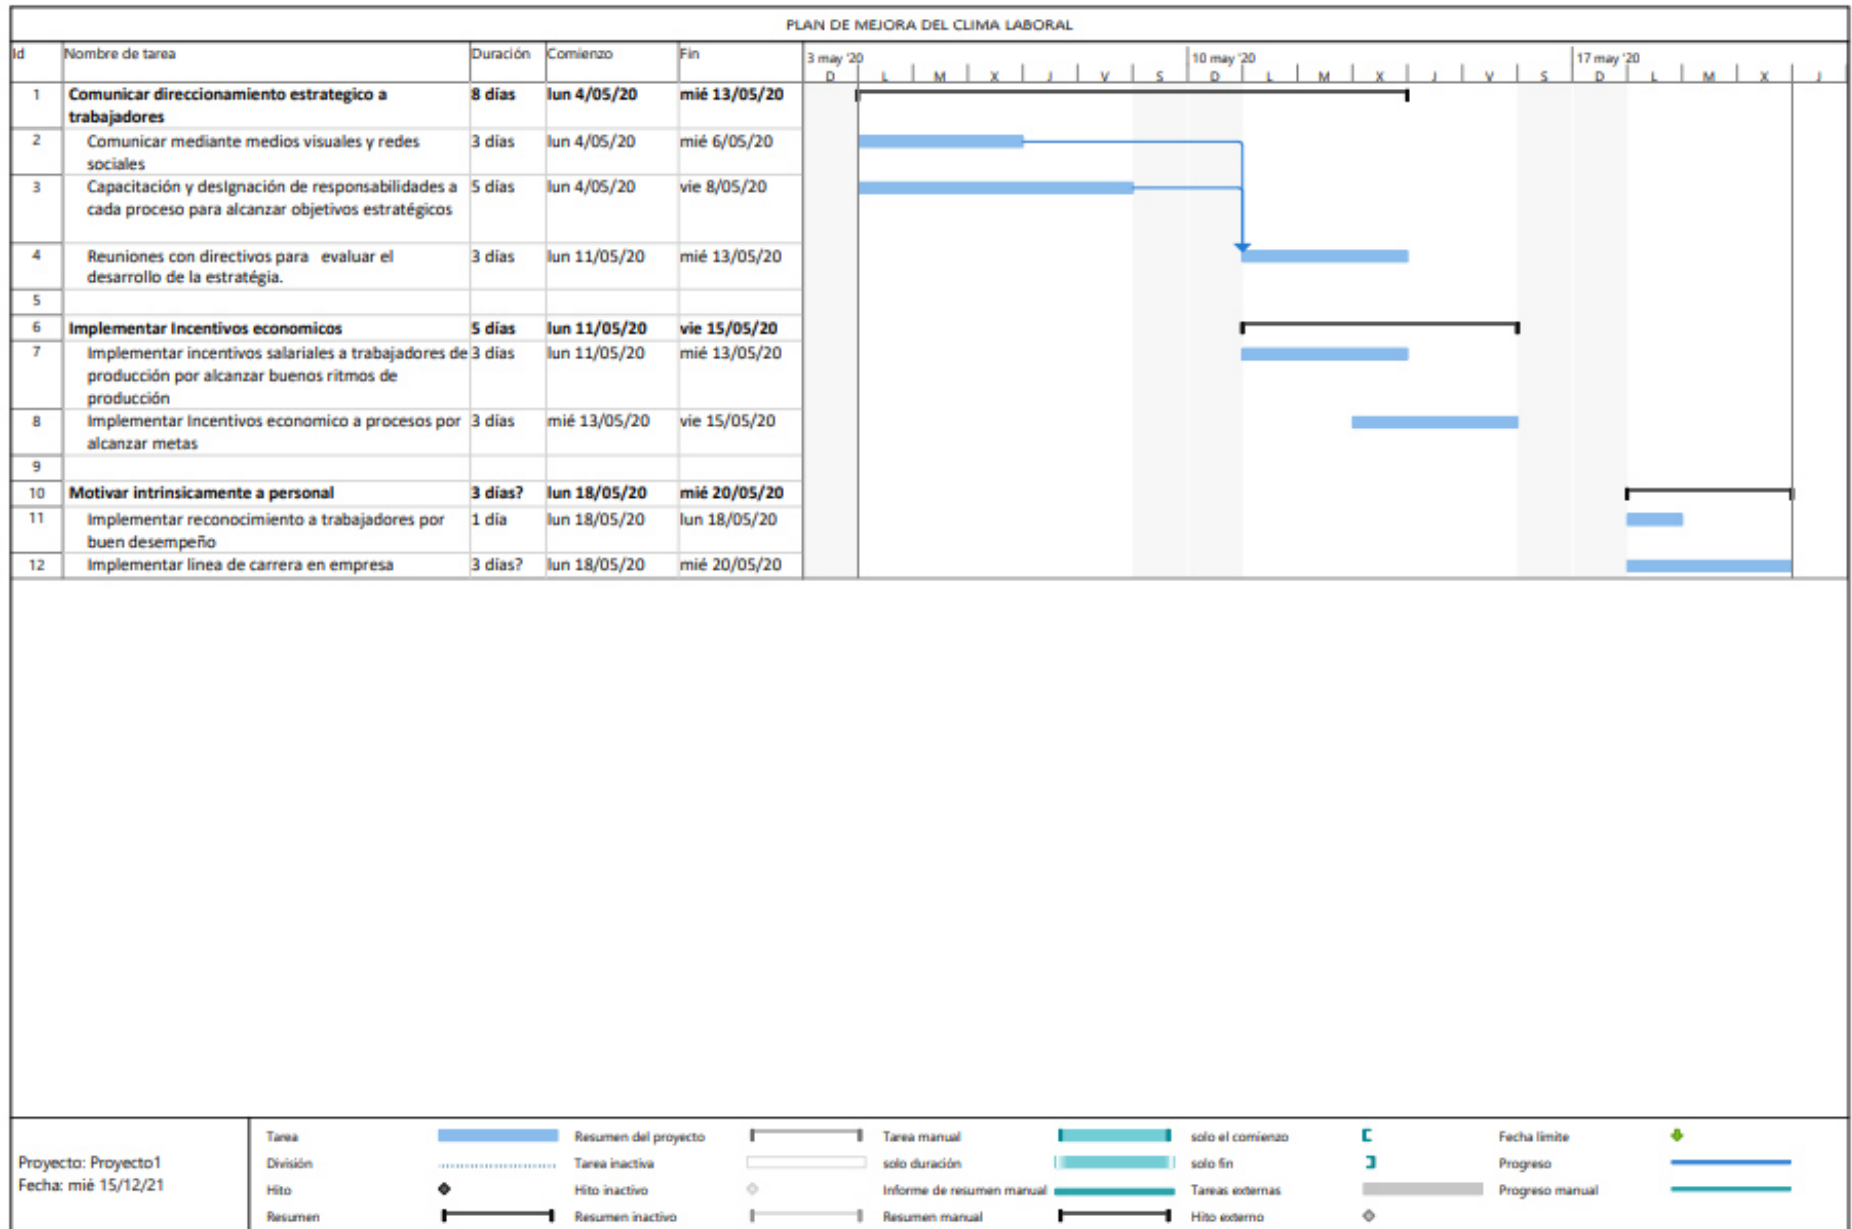 PLAN DE MEJORA DEL CLIMA LABORAL
Id Nombre de tarea Duración Comienzo Fin
3 may '20 10 may '20 17 may '20
D L M X J V S D L M X J V S D L M X J
1 Comunicar direccionamiento estrategico a 8 días lun 4/05/20 mié 13/05/20
trabajadores
2 Comunicar mediante medios visuales y redes 3 días lun 4/05/20 mié 6/05/20
sociales
3 Capacitación y desIgnación de responsabilidades a 5 días lun 4/05/20 vie 8/05/20
cada proceso para alcanzar objetivos estratégicos
4 Reuniones con directivos para evaluar el 3 días lun 11/05/20 mié 13/05/20
desarrollo de la estratégia.
5
6 Implementar Incentivos economicos 5 días lun 11/05/20 vie 15/05/20
7 Implementar incentivos salariales a trabajadores de 3 días lun 11/05/20 mié 13/05/20
producción por alcanzar buenos ritmos de
producción
8 Implementar Incentivos economico a procesos por 3 días mié 13/05/20 vie 15/05/20
alcanzar metas
9
10 Motivar intrinsicamente a personal 3 días? lun 18/05/20 mié 20/05/20
11 Implementar reconocimiento a trabajadores por 1 día lun 18/05/20 lun 18/05/20
buen desempeño
12 Implementar linea de carrera en empresa 3 días? lun 18/05/20 mié 20/05/20
Proyecto: Proyecto1
Fecha: mié 15/12/21
Tarea Resumen del proyecto Tarea manual solo el comienzo Fecha límite
División Tarea inactiva solo duración solo fin Progreso
Hito Hito inactivo Informe de resumen manual Tareas externas Progreso manual
Resumen Resumen inactivo Resumen manual Hito externo